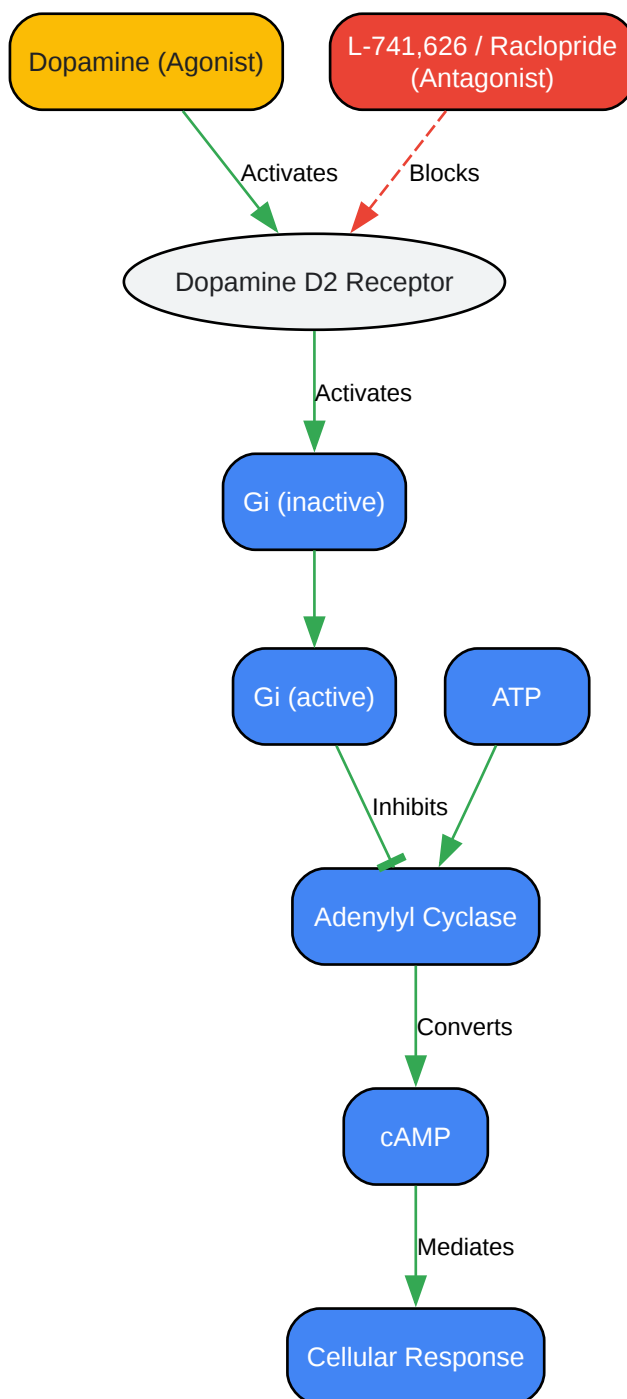 Dopamine (Agonist)
L-741,626 / Raclopride
(Antagonist)
Activates
Blocks
Dopamine D2 Receptor
Activates
Gi (inactive)
Gi (active)
ATP
Inhibits
Adenylyl Cyclase
Converts
cAMP
Mediates
Cellular Response